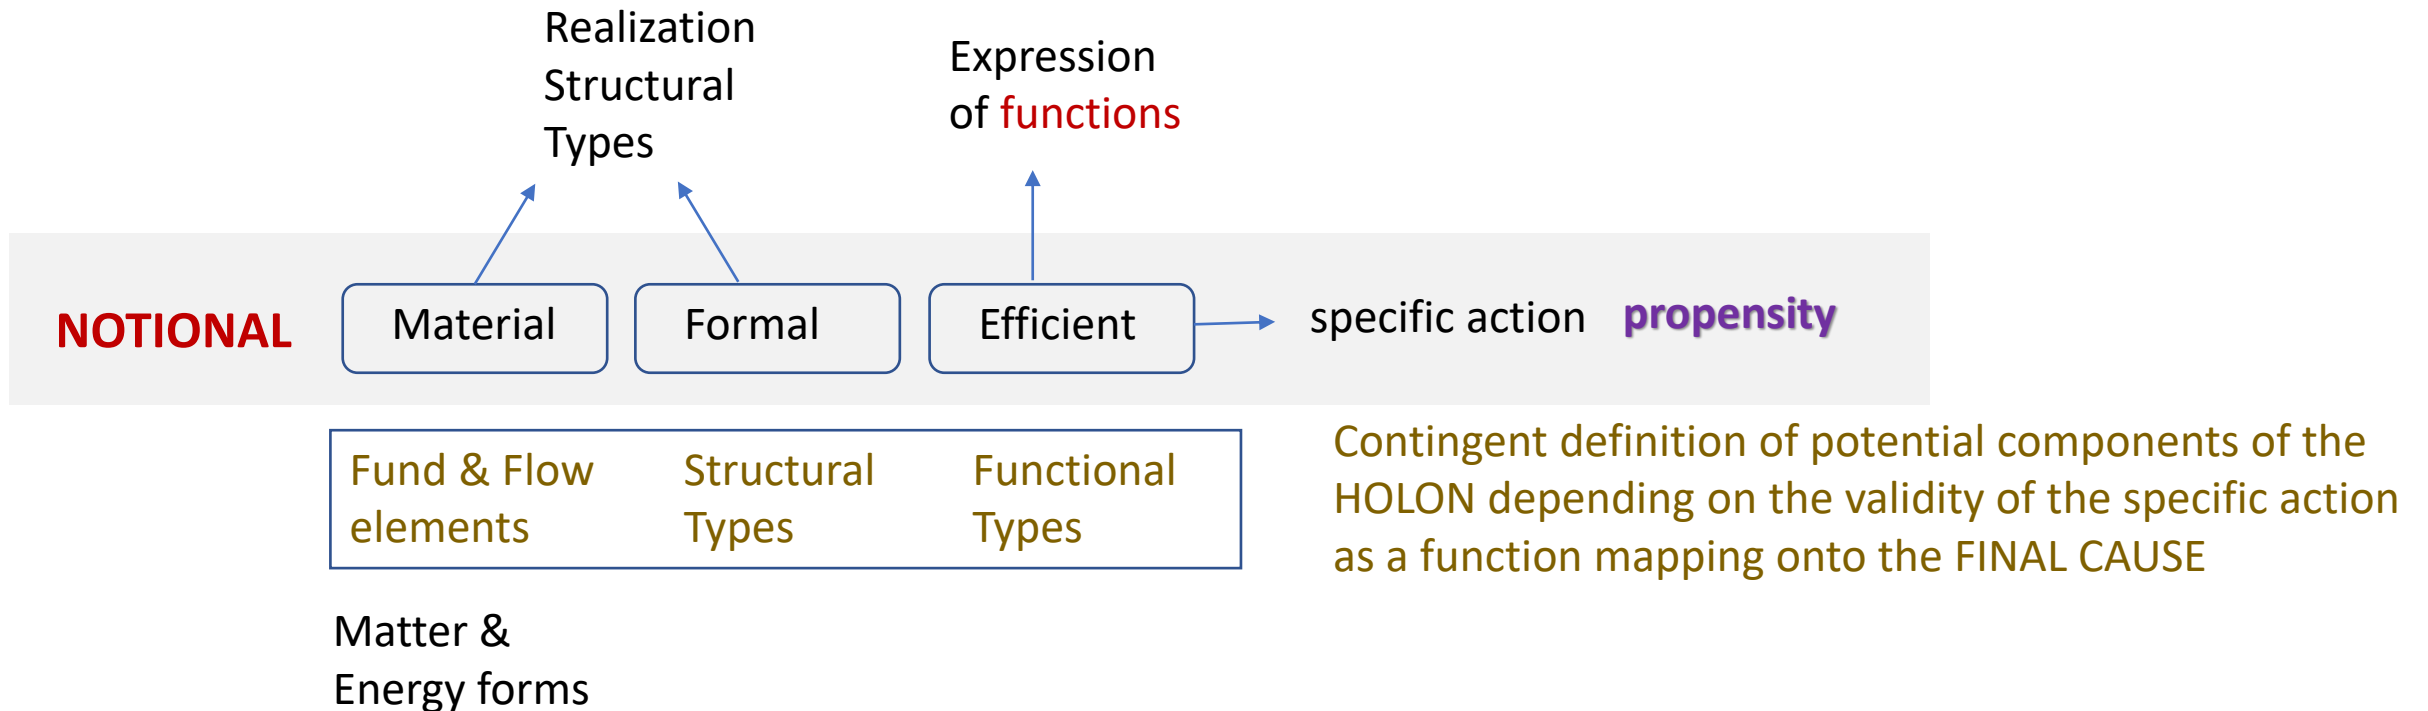 Realization
Structural
Types
Expression
of functions
NOTIONAL
Material
Formal
Efficient
specific action propensity
Fund & Flow
elements
Structural
Types
Functional
Types
Contingent definition of potential components of the
HOLON depending on the validity of the specific action
as a function mapping onto the FINAL CAUSE
Matter &
Energy forms